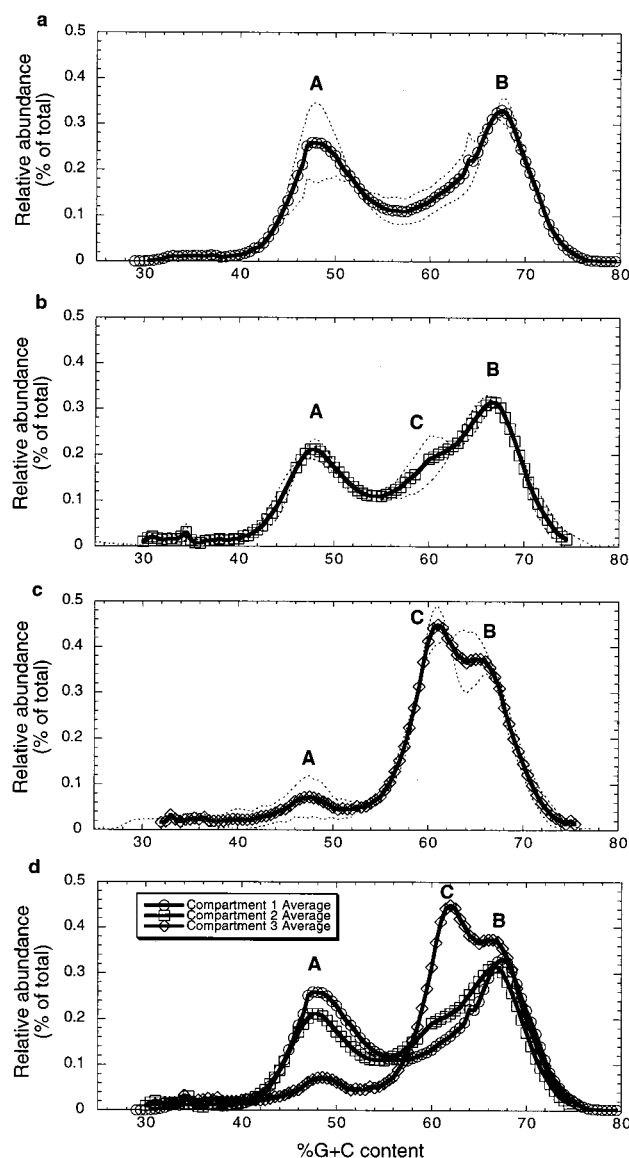 a
Relative abundance
(% of total)
0.5
0.4
0.3
0.2
0.1
0
A
B
30 40 50 60 70 80
b
Relative abundance
(% of total)
0.5
0.4
0.3
0.2
0.1
0
A
C
B
30 40 50 60 70 80
c
Relative abundance
(% of total)
0.5
0.4
0.3
0.2
0.1
0
A
C
B
30 40 50 60 70 80
d
Relative abundance
(% of total)
0.5
0.4
0.3
0.2
0.1
0
Compartment 1 Average
Compartment 2 Average
Compartment 3 Average
A
C
B
30 40 50 60 70 80
%G+C content